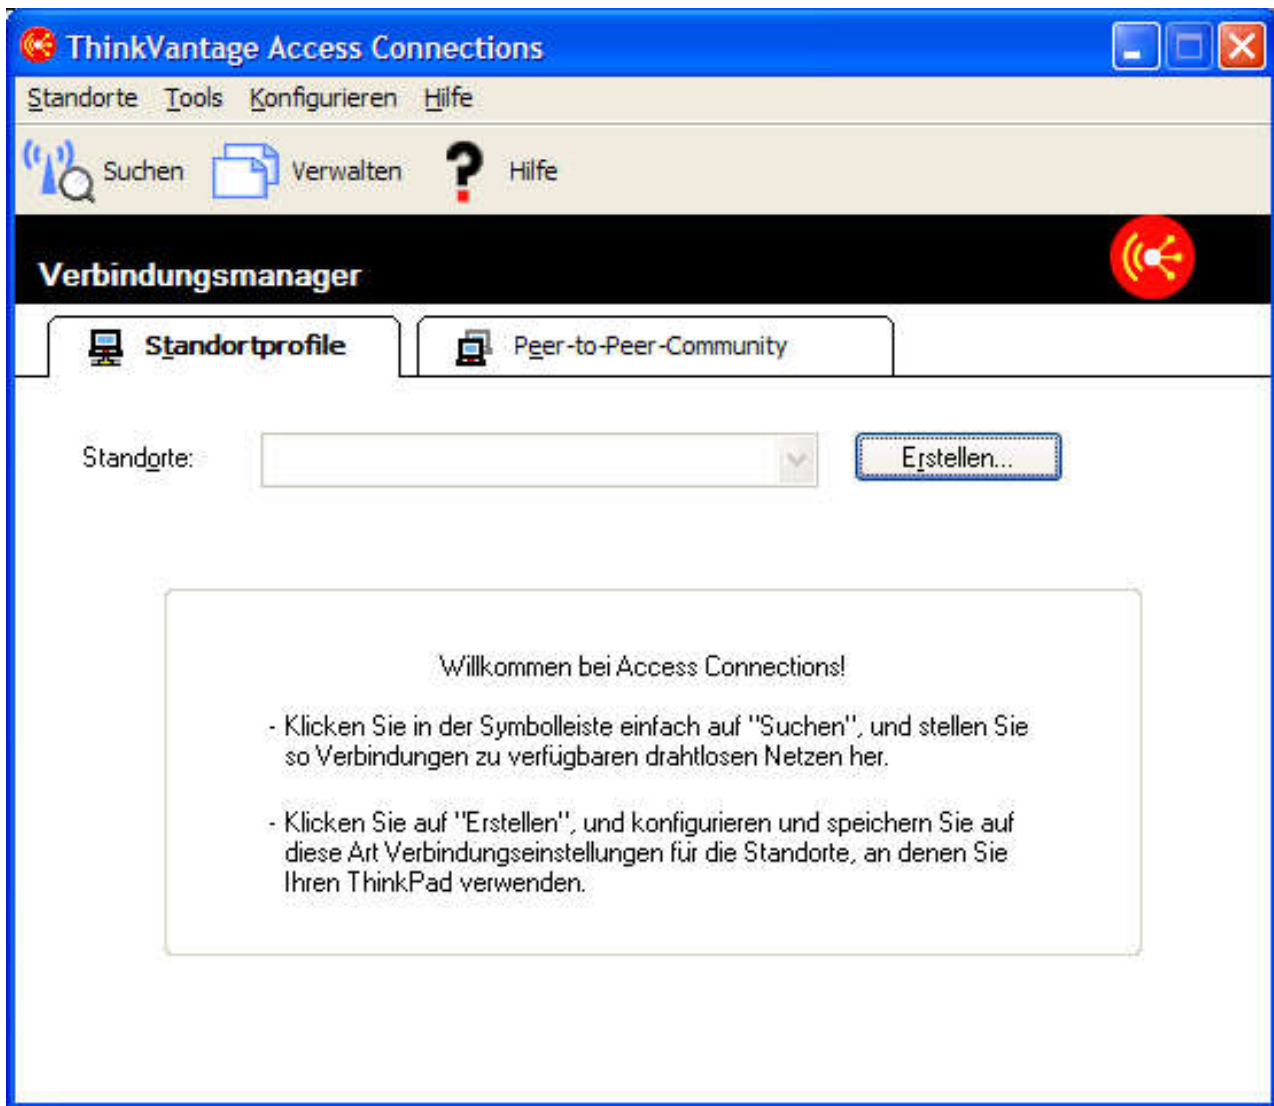 ThinkVantage Access Connections
Standorte Tools Konfigurieren Hilfe
Suchen Verwalten Hilfe
Verbindungsmanager
Standortprofile Peer-to-Peer-Community
Standorte: Erstellen...
Willkommen bei Access Connections!
- Klicken Sie in der Symbolleiste einfach auf "Suchen", und stellen Sie
so Verbindungen zu verfügbaren drahtlosen Netzen her.
- Klicken Sie auf "Erstellen", und konfigurieren und speichern Sie auf
diese Art Verbindungseinstellungen für die Standorte, an denen Sie
Ihren ThinkPad verwenden.